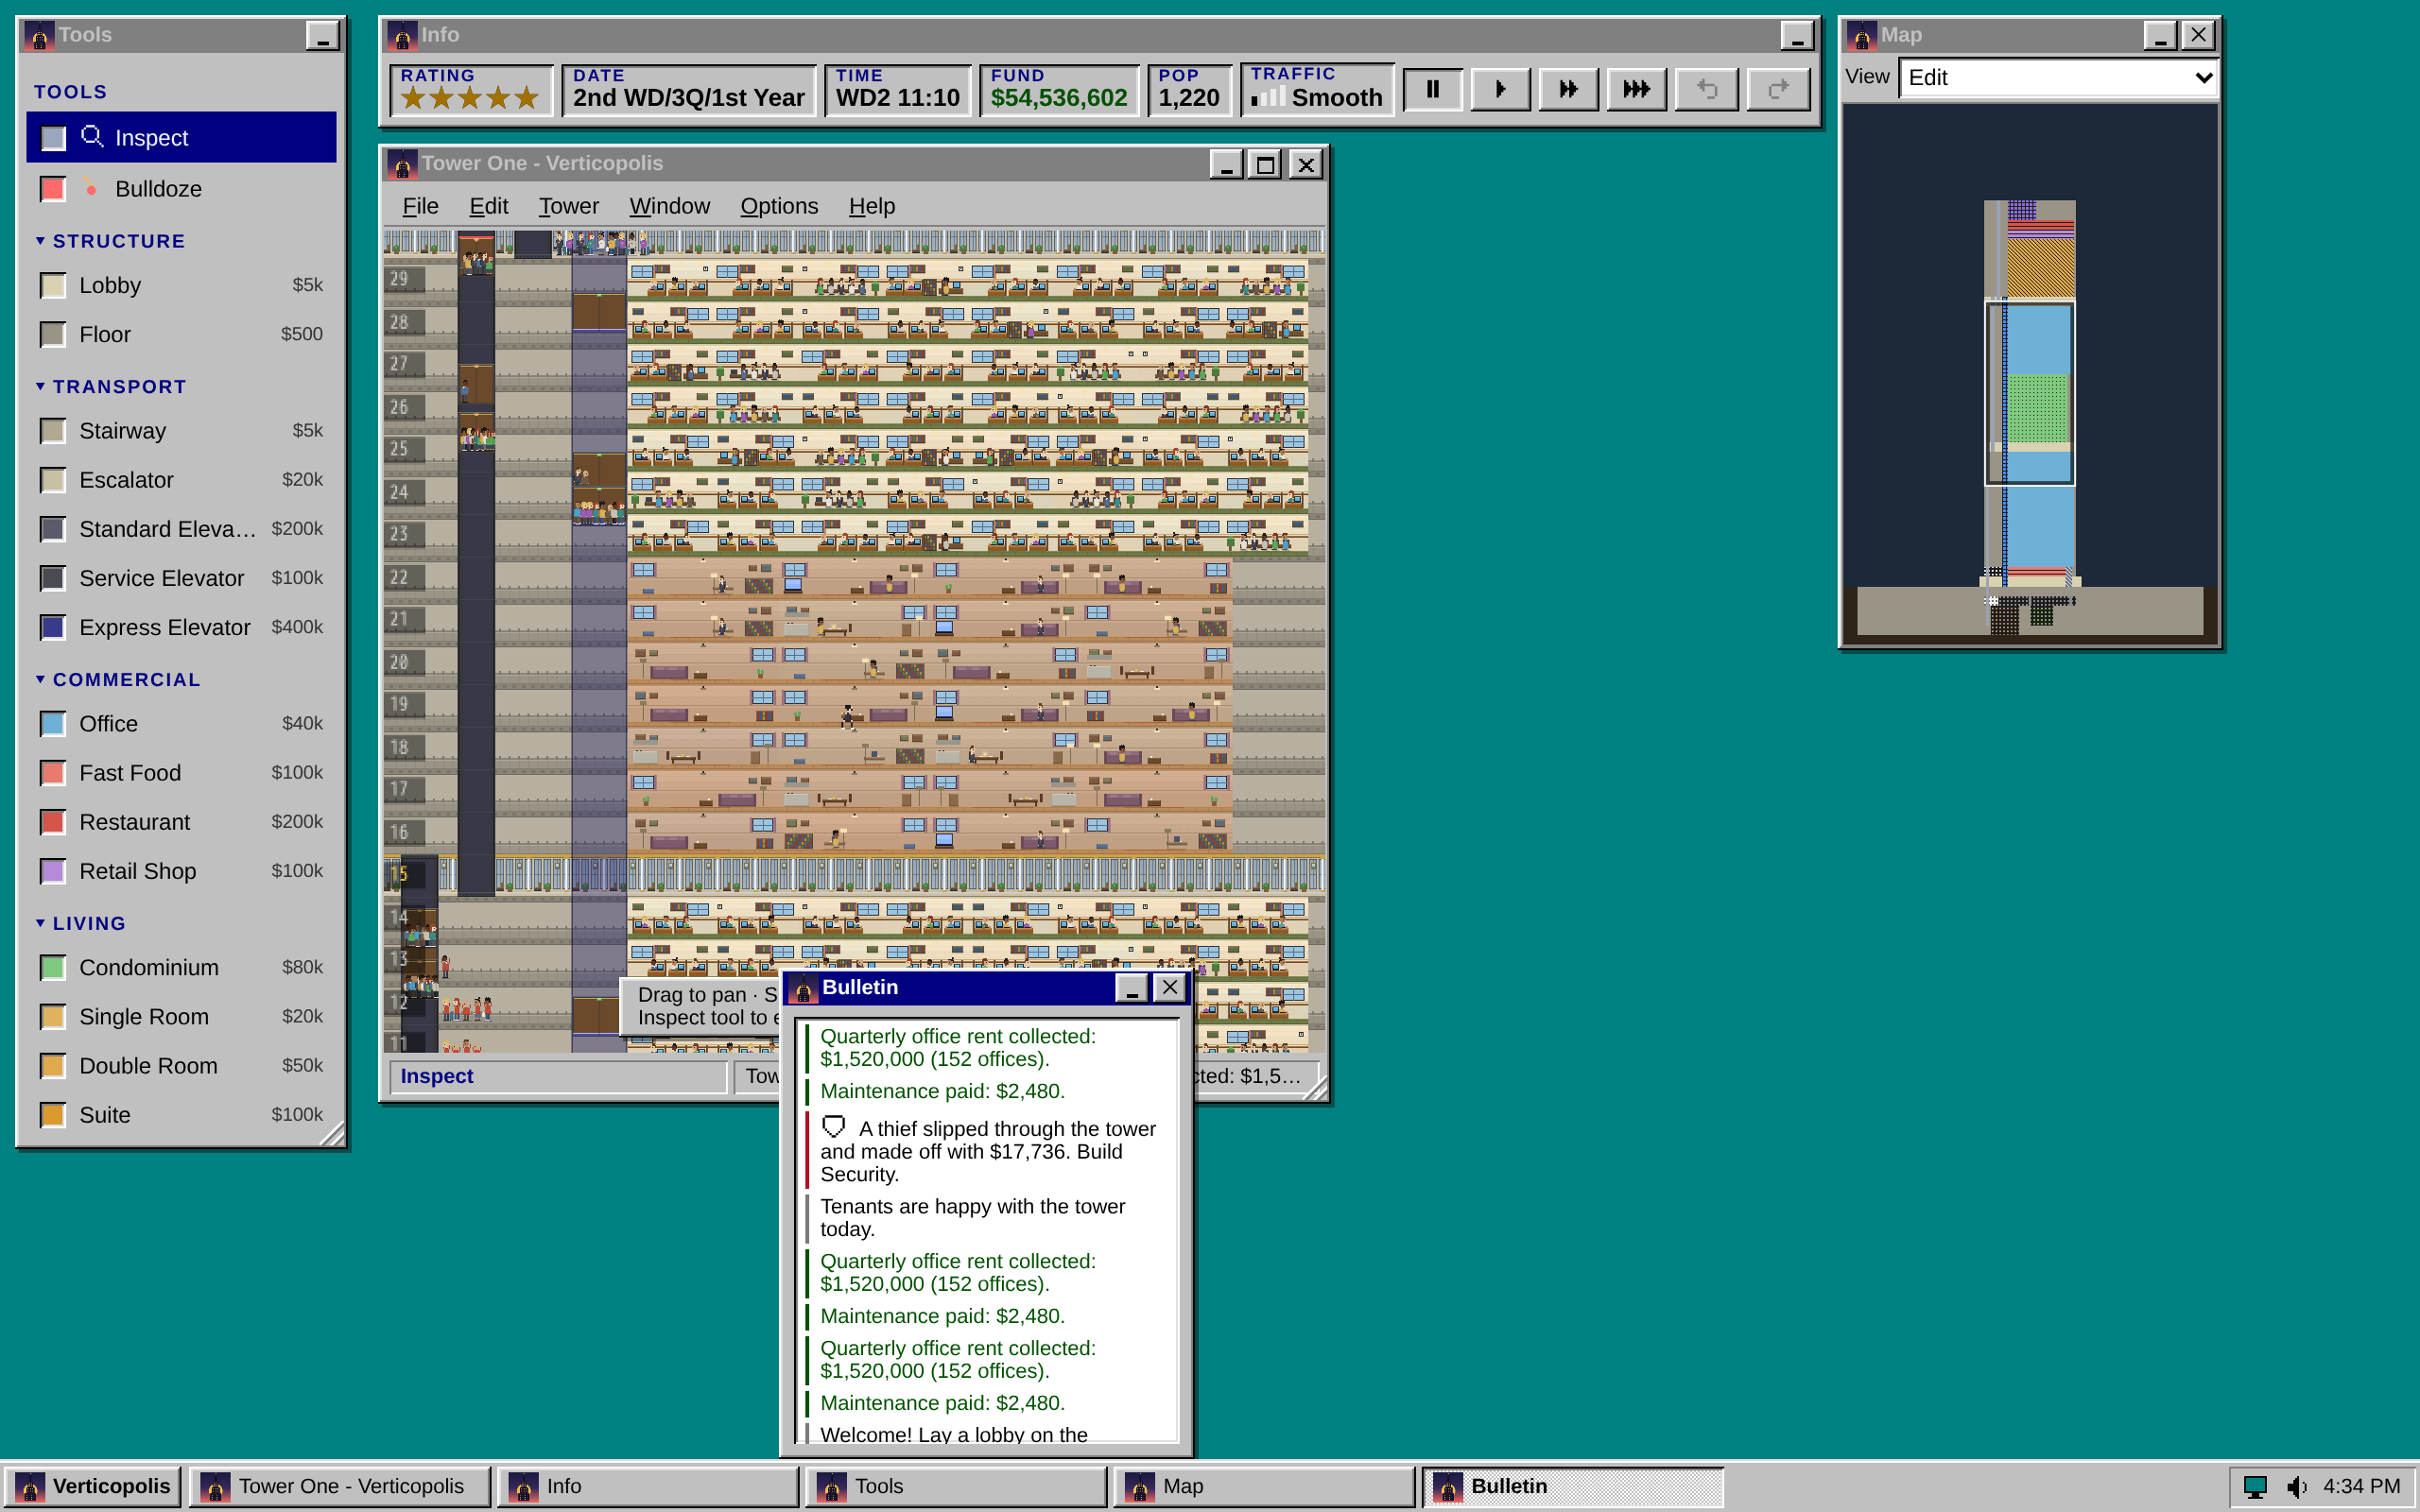 Tools
TOOLS
Inspect
Bulldoze
STRUCTURE
Lobby $5k
Floor $500
TRANSPORT
Stairway $5k
Escalator $20k
Standard Eleva… $200k
Service Elevator $100k
Express Elevator $400k
COMMERCIAL
Office $40k
Fast Food $100k
Restaurant $200k
Retail Shop $100k
LIVING
Condominium $80k
Single Room $20k
Double Room $50k
Suite $100k
Info
RATING
DATE
2nd WD/3Q/1st Year
TIME
WD2 11:10
FUND
$54,536,602
POP
1,220
TRAFFIC
Smooth
Tower One - Verticopolis
File Edit Tower Window Options Help
29
28
27
26
25
24
23
22
21
20
19
18
17
16
15
14
13
12
11
Drag to pan · S
Inspect tool to e
Inspect
Tow
cted: $1,5…
Map
View Edit
Bulletin
Quarterly office rent collected:
$1,520,000 (152 offices).
Maintenance paid: $2,480.
A thief slipped through the tower
and made off with $17,736. Build
Security.
Tenants are happy with the tower
today.
Quarterly office rent collected:
$1,520,000 (152 offices).
Maintenance paid: $2,480.
Quarterly office rent collected:
$1,520,000 (152 offices).
Maintenance paid: $2,480.
Welcome! Lay a lobby on the
Verticopolis
Tower One - Verticopolis
Info
Tools
Map
Bulletin
4:34 PM